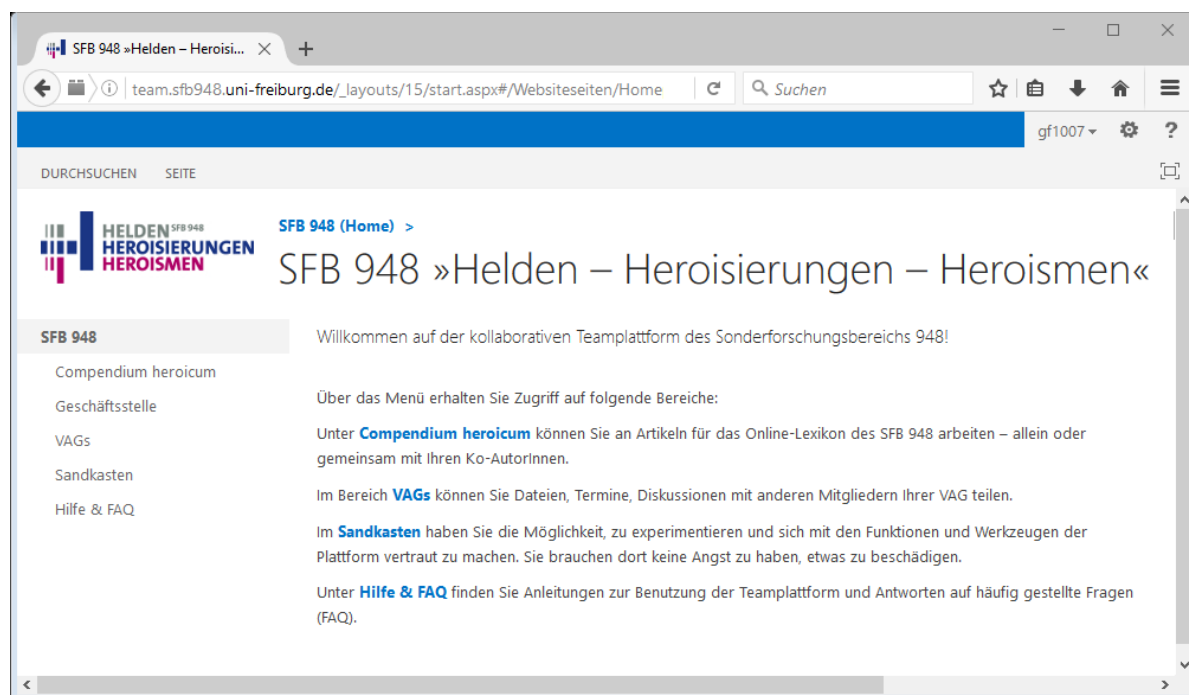 SFB 948 »Helden – Heroisi...
team.sfb948.uni-freiburg.de/_layouts/15/start.aspx#/Websiteseiten/Home
Suchen
gf1007
?
DURCHSUCHEN SEITE
HELDEN SFB 948
HEROISIERUNGEN
HEROISMEN
SFB 948 (Home) >
SFB 948 »Helden – Heroisierungen – Heroismen«
SFB 948
Compendium heroicum
Geschäftsstelle
VAGs
Sandkasten
Hilfe & FAQ
Willkommen auf der kollaborativen Teamplattform des Sonderforschungsbereichs 948!
Über das Menü erhalten Sie Zugriff auf folgende Bereiche:
Unter Compendium heroicum können Sie an Artikeln für das Online-Lexikon des SFB 948 arbeiten – allein oder
gemeinsam mit Ihren Ko-AutorInnen.
Im Bereich VAGs können Sie Dateien, Termine, Diskussionen mit anderen Mitgliedern Ihrer VAG teilen.
Im Sandkasten haben Sie die Möglichkeit, zu experimentieren und sich mit den Funktionen und Werkzeugen der
Plattform vertraut zu machen. Sie brauchen dort keine Angst zu haben, etwas zu beschädigen.
Unter Hilfe & FAQ finden Sie Anleitungen zur Benutzung der Teamplattform und Antworten auf häufig gestellte Fragen
(FAQ).